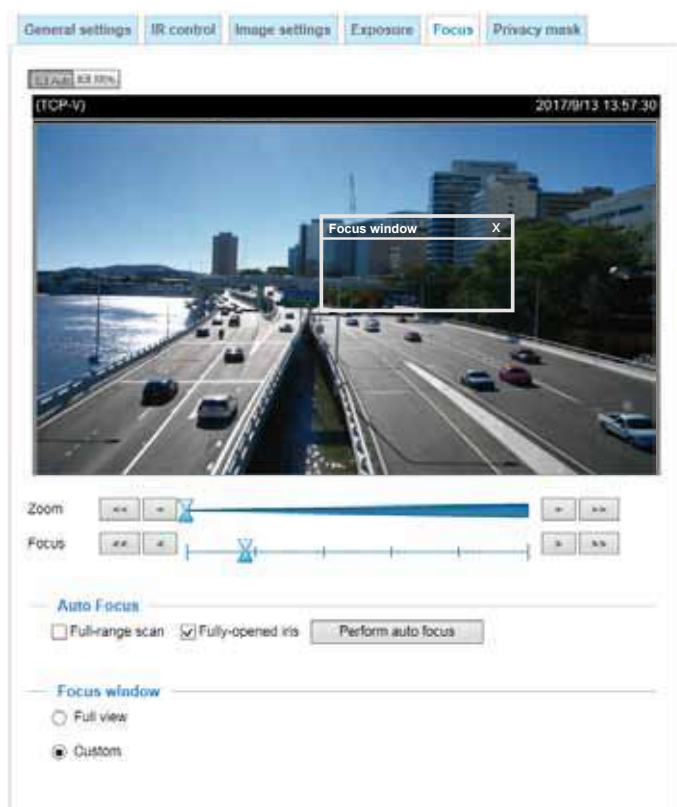 General settings IR control Image settings Exposure Focus Privacy mask
Auto
(TCP-V) 2017/9/13 13:57:30
Focus window X
Zoom << < > >>
Focus << < > >>
Auto Focus
Full-range scan Fully-opened iris Perform auto focus
Focus window
Full view
Custom